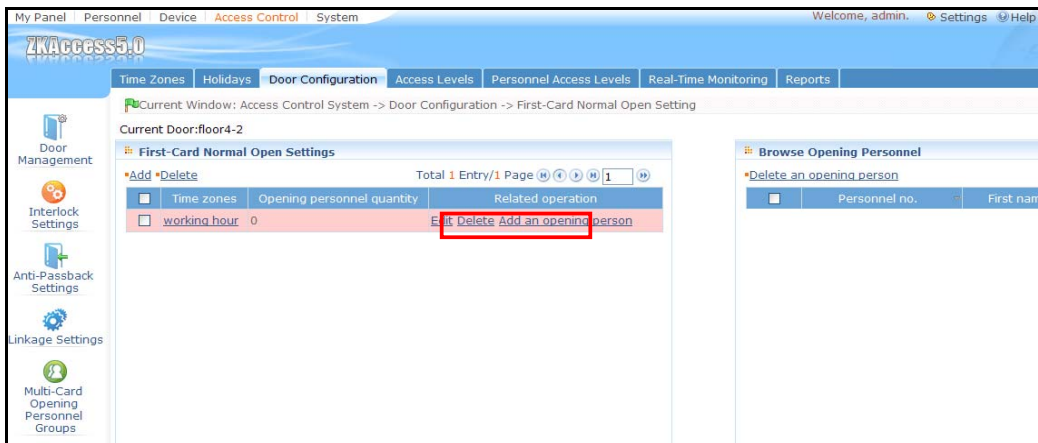 My Panel Personnel Device Access Control System Welcome, admin. Settings Help
ZKAccess5.0
Time Zones Holidays Door Configuration Access Levels Personnel Access Levels Real-Time Monitoring Reports
Current Window: Access Control System -> Door Configuration -> First-Card Normal Open Setting
Current Door:floor4-2
Door
Management
Interlock
Settings
Anti-Passback
Settings
Linkage Settings
Multi-Card
Opening
Personnel
Groups
First-Card Normal Open Settings
Add Delete Total 1 Entry/1 Page 1
Time zones Opening personnel quantity Related operation
working hour 0 Edit Delete Add an opening person
Browse Opening Personnel
Delete an opening person
Personnel no. First nam